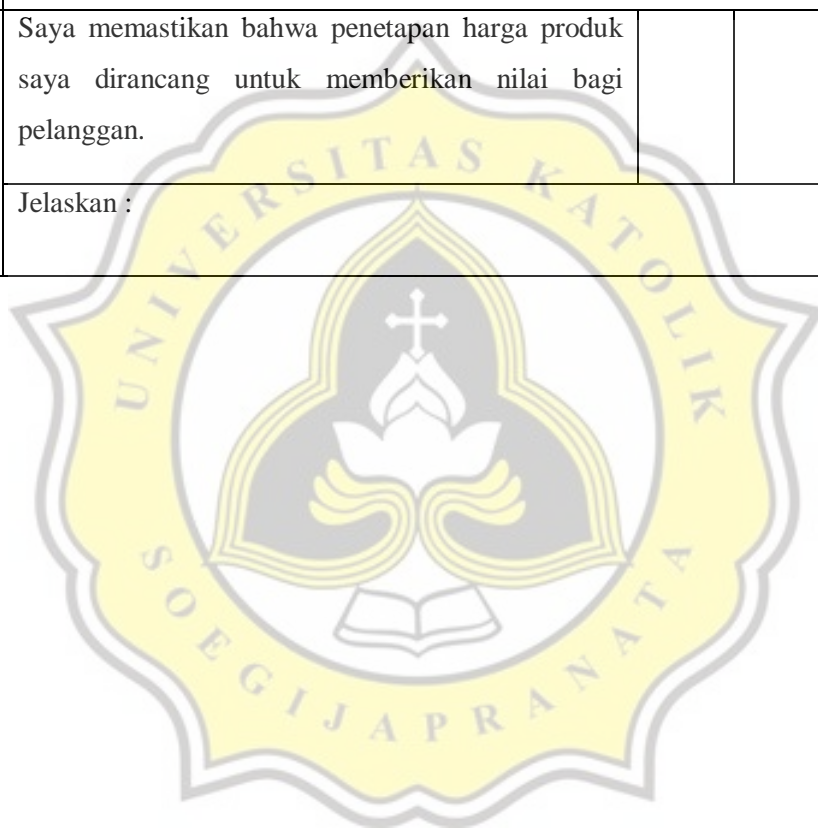 Saya memastikan bahwa penetapan harga produk
saya dirancang untuk memberikan nilai bagi
pelanggan.
Jelaskan :
UNIVERSITAS KATOLIK
SOEGIJAPRANATA